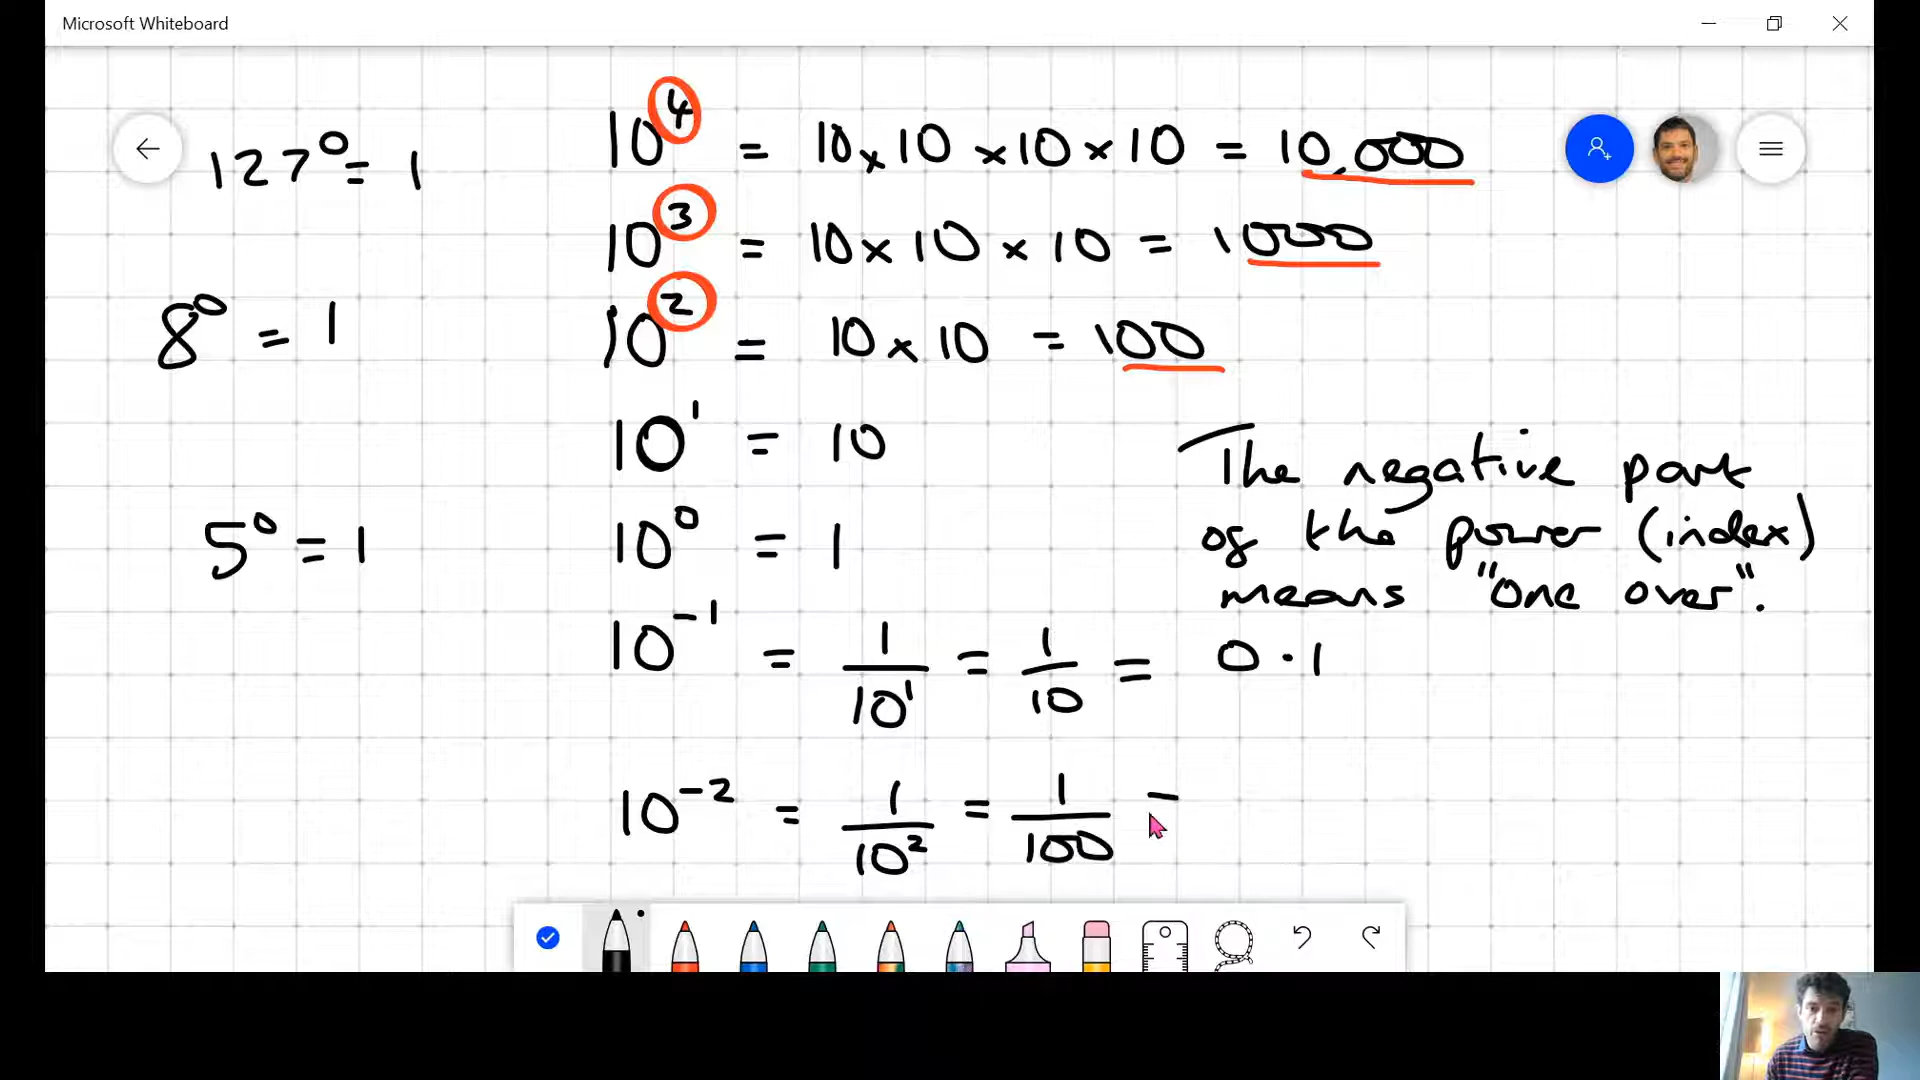 Microsoft Whiteboard
127⁰ = 1
8⁰ = 1
5⁰ = 1
10⁴ = 10 × 10 × 10 × 10 = 10,000
10³ = 10 × 10 × 10 = 1000
10² = 10 × 10 = 100
10¹ = 10
10⁰ = 1
The negative part
of the power (index)
means "one over".
10⁻¹ = 1/10¹ = 1/10 = 0·1
10⁻² = 1/10² = 1/100 –